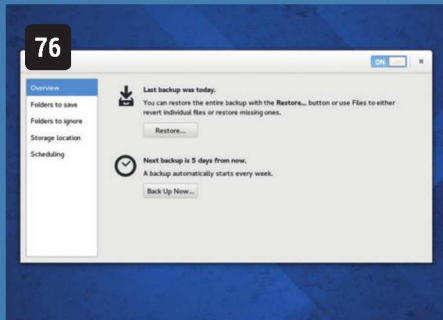 76
ON
×
Overview
Folders to save
Folders to ignore
Storage location
Scheduling
Last backup was today.
You can restore the entire backup with the Restore... button or use Files to either
revert individual files or restore missing ones.
Restore...
Next backup is 5 days from now.
A backup automatically starts every week.
Back Up Now...